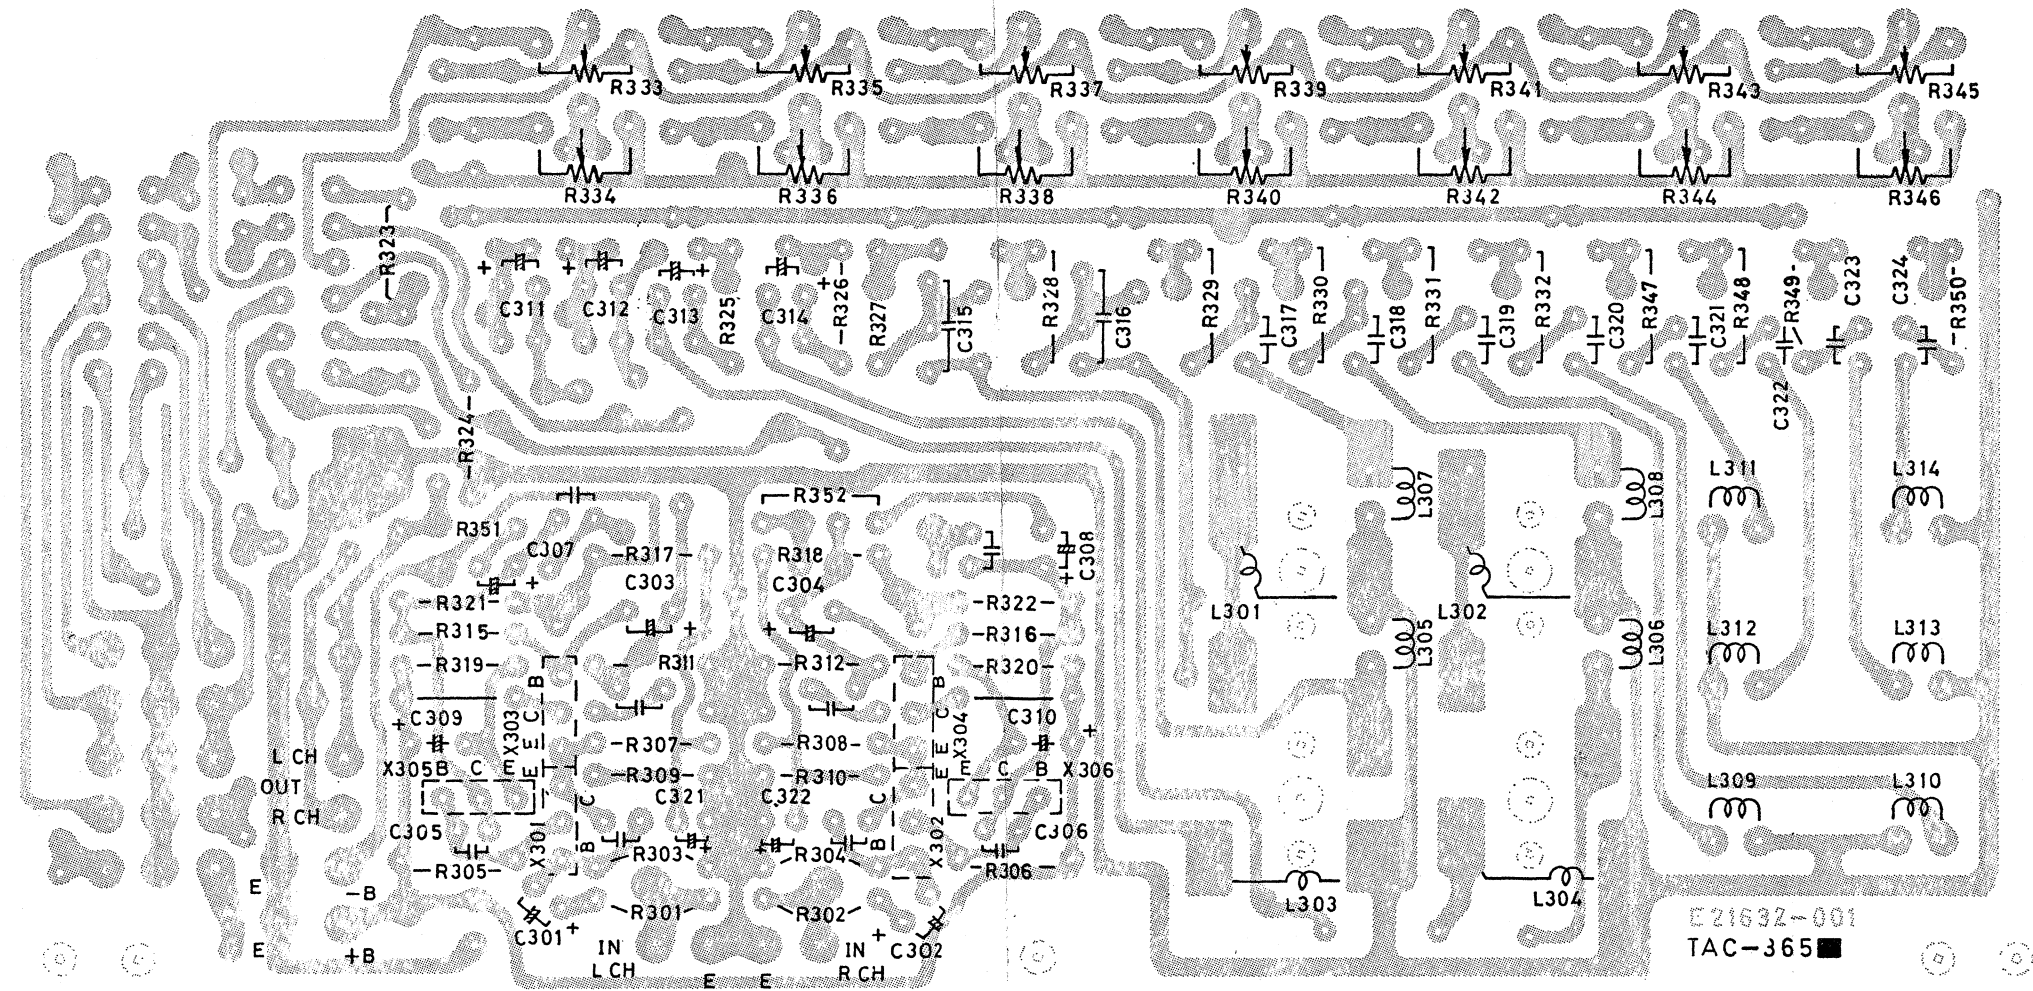 R333 R335 R337 R339 R341 R343 R345
R334 R336 R338 R340 R342 R344 R346
R323
+ + + +
C311 C312 C313 R325 C314 R326 R327 C315 R328 C316 R329 C317 R330 C318 R331 C319 R332 C320 R347 C321 R348 R349 C323 C324 R350
C322
R324
L307 L308 L311 L314
R352
R351
C307 R317 R318 C308
+ C303 C304 +
R321 R322 L301 L302
R315 + + R316 L305 L306 L312 L313
R319 R311 R312 R320
B B
C309 C C C310
+ X303 E E X304 +
R307 R308
L CH X305 B C E E R309 R310 E E C B X306
OUT C321 C322 L309 L310
R CH C C
C305 X301 B B X302 C306
R303 + + R304
R305 R306
E -B L303 L304
R301 R302
C301 + + C302 E21632-001
E +B IN IN TAC-365■
L CH R CH
E E